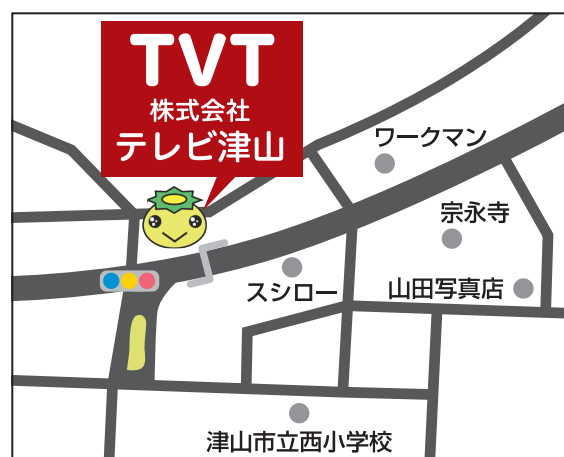 TVT
株式会社
テレビ津山
ワークマン
宗永寺
スシロー
山田写真店
津山市立西小学校